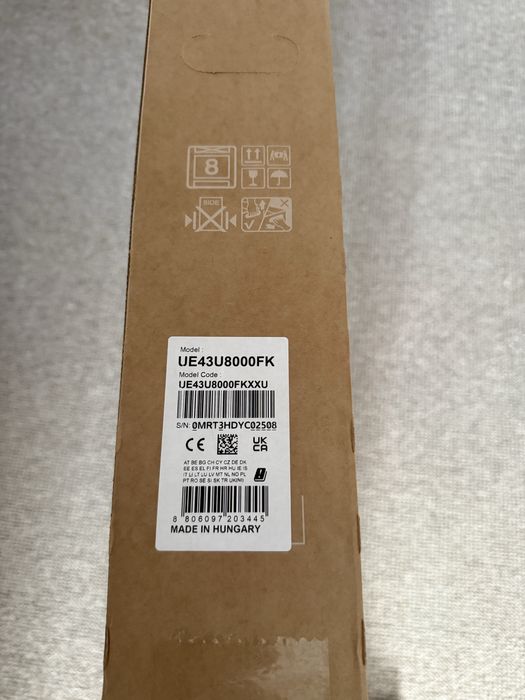 8
SIDE
Model :
UE43U8000FK
Model Code :
UE43U8000FKXXU
S/N: 0MRT3HDYC02508
CE
UK
CA
AT BE BG CH CY CZ DE DK
EE ES EL FI FR HR HU IE IS
IT LI LT LU LV MT NL NO PL
PT RO SE SI SK TR UK(NI)
8 806097 203445
MADE IN HUNGARY